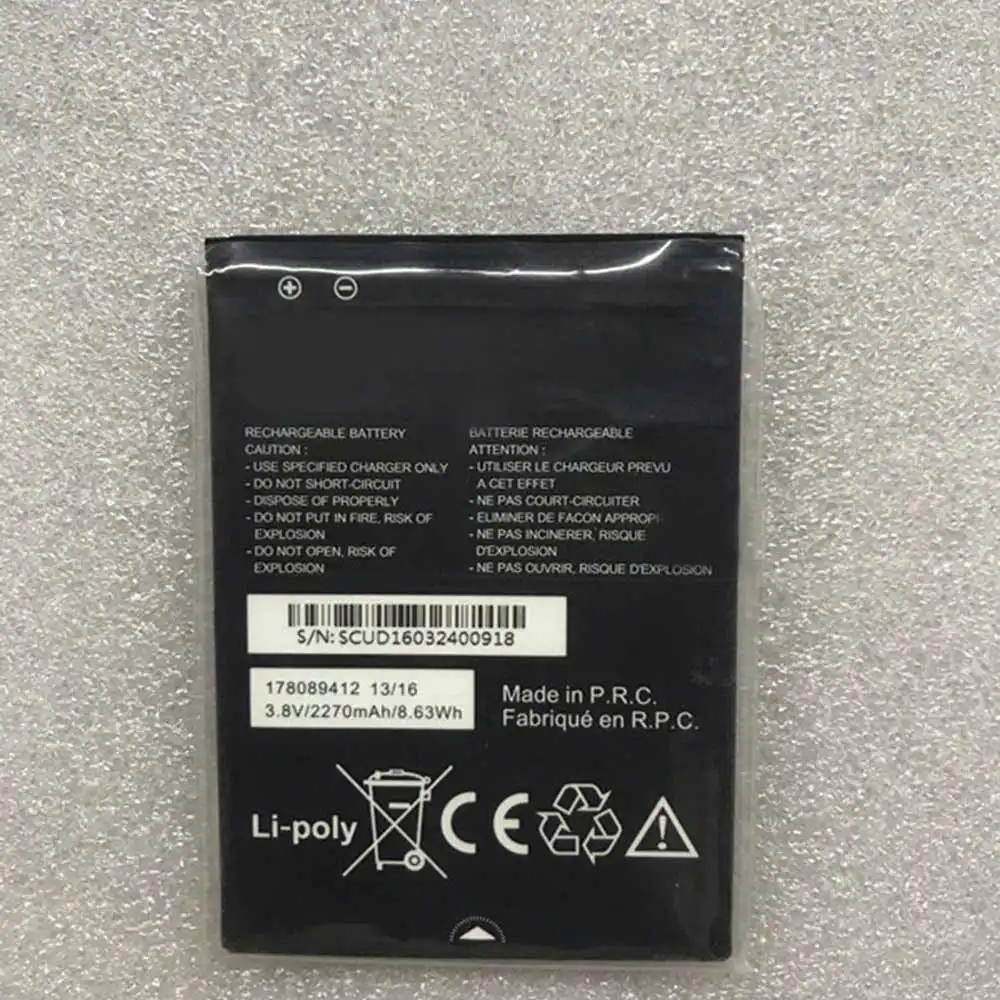 RECHARGEABLE BATTERY
CAUTION :
- USE SPECIFIED CHARGER ONLY
- DO NOT SHORT-CIRCUIT
- DISPOSE OF PROPERLY
- DO NOT PUT IN FIRE, RISK OF
EXPLOSION
- DO NOT OPEN, RISK OF
EXPLOSION
BATTERIE RECHARGEABLE
ATTENTION :
- UTILISER LE CHARGEUR PREVU
A CET EFFET
- NE PAS COURT-CIRCUITER
- ELIMINER DE FACON APPROPI
- NE PAS INCINERER, RISQUE
D'EXPLOSION
- NE PAS OUVRIR, RISQUE D'EXPLOSION
S/N: SCUD16032400918
178089412 13/16
3.8V/2270mAh/8.63Wh
Made in P.R.C.
Fabriqué en R.P.C.
Li-poly
CE